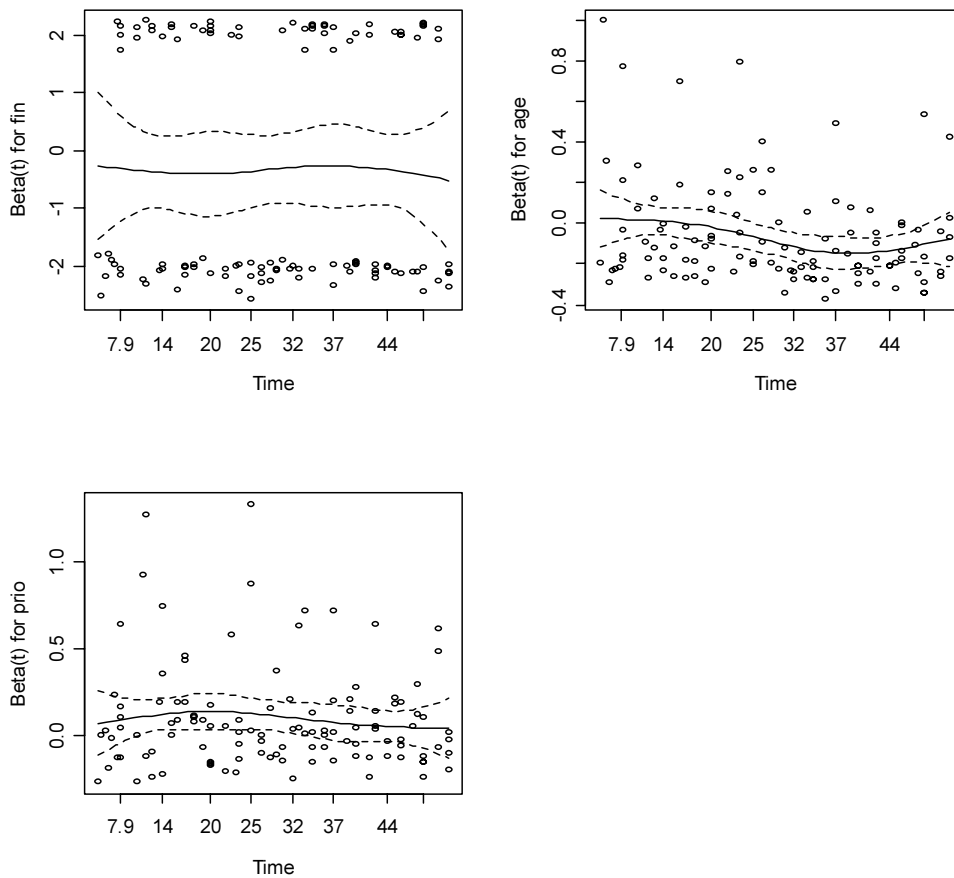 Beta(t) for fin
2
1
0
-1
-2
7.9 14 20 25 32 37 44
Time
Beta(t) for age
0.8
0.4
0.0
-0.4
7.9 14 20 25 32 37 44
Time
Beta(t) for prio
1.0
0.5
0.0
7.9 14 20 25 32 37 44
Time